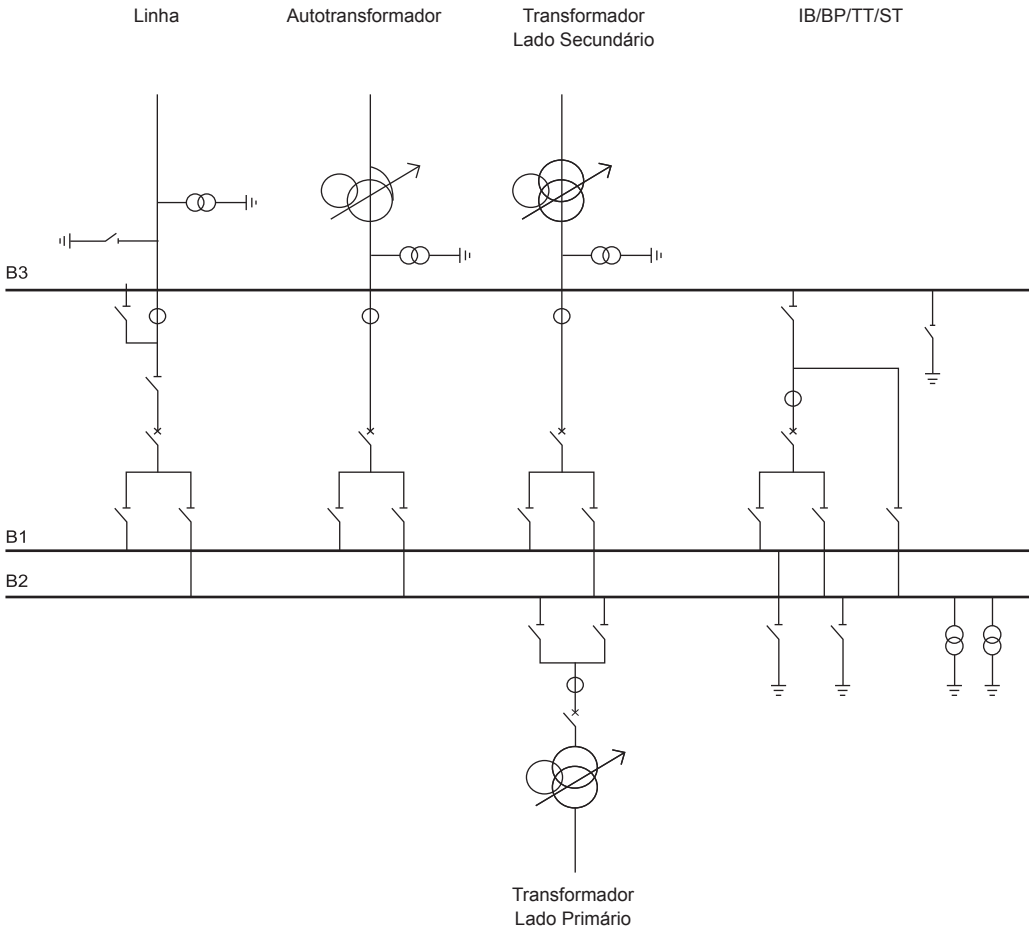 Linha
Autotransformador
Transformador
Lado Secundário
IB/BP/TT/ST
B3
B1
B2
Transformador
Lado Primário